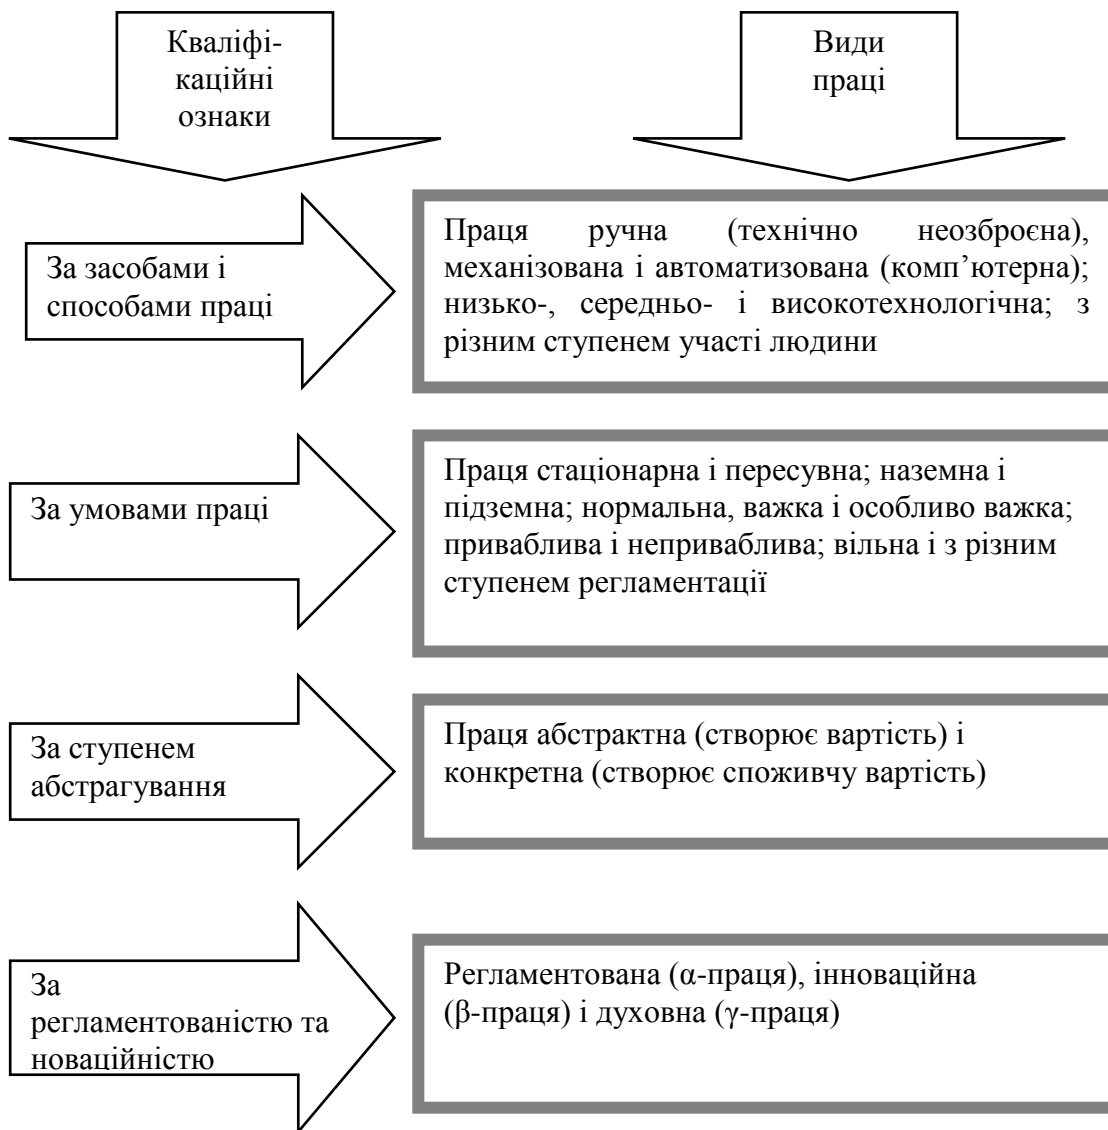 Кваліфі-
каційні
ознаки
Види
праці
За засобами і
способами праці
Праця ручна (технічно неозброєна),
механізована і автоматизована (комп’ютерна);
низько-, середньо- і високотехнологічна; з
різним ступенем участі людини
За умовами праці
Праця стаціонарна і пересувна; наземна і
підземна; нормальна, важка і особливо важка;
приваблива і неприваблива; вільна і з різним
ступенем регламентації
За ступенем
абстрагування
Праця абстрактна (створює вартість) і
конкретна (створює споживчу вартість)
За
регламентованістю та
новаційністю
Регламентована (α-праця), інноваційна
(β-праця) і духовна (γ-праця)